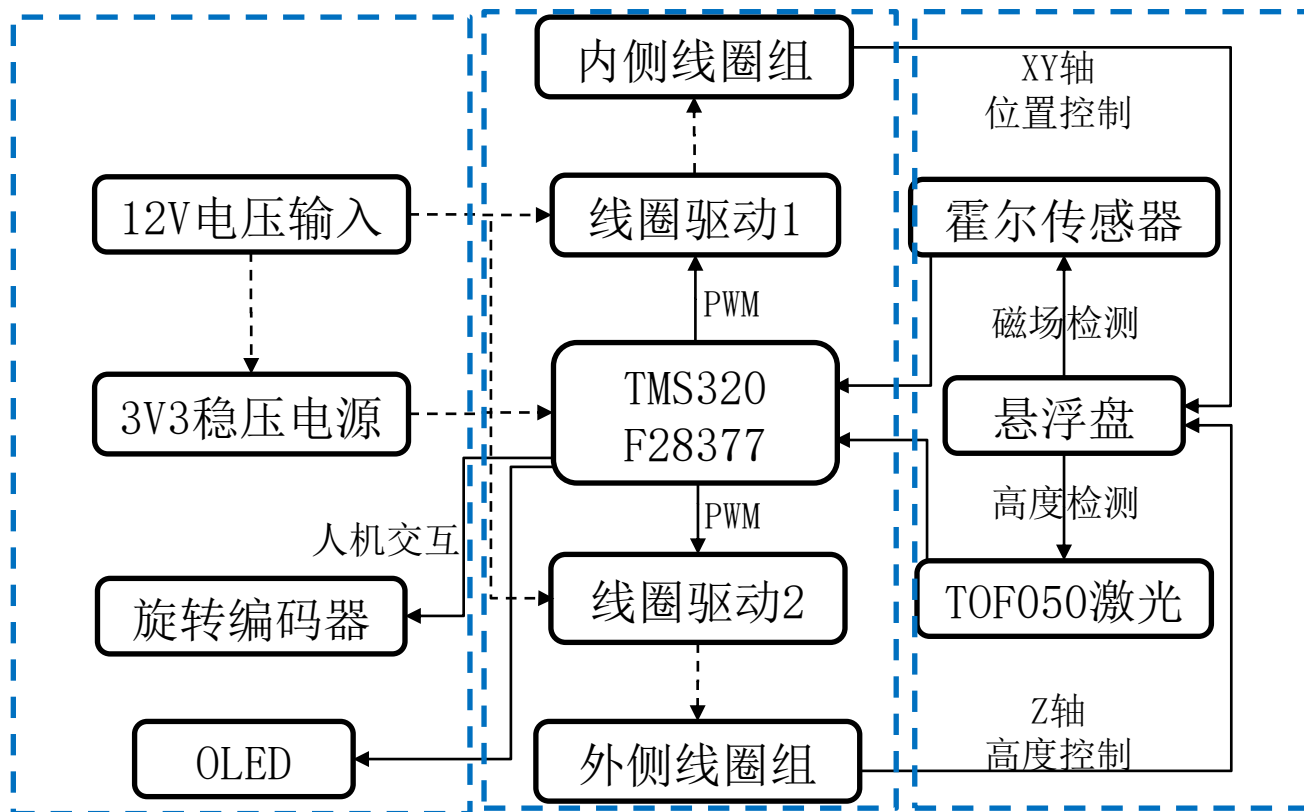 内侧线圈组
XY轴
位置控制
12V电压输入
线圈驱动1
霍尔传感器
PWM
磁场检测
3V3稳压电源
TMS320
F28377
悬浮盘
高度检测
PWM
人机交互
旋转编码器
线圈驱动2
TOF050激光
OLED
外侧线圈组
Z轴
高度控制